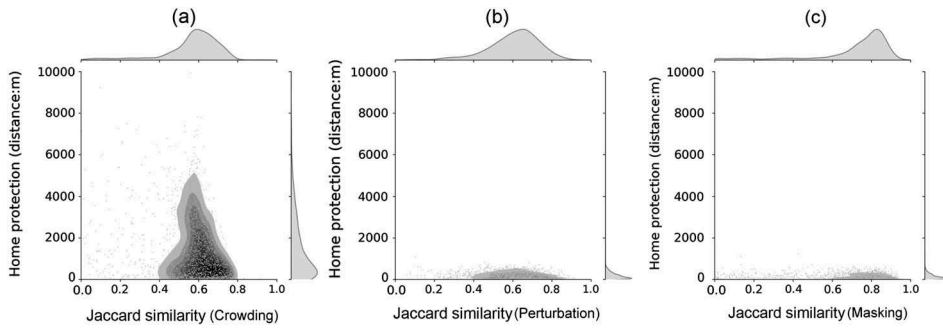 (a)
Home protection (distance:m)
10000
8000
6000
4000
2000
0
0.0 0.2 0.4 0.6 0.8 1.0
Jaccard similarity (Crowding)
(b)
Home protection (distance:m)
10000
8000
6000
4000
2000
0
0.0 0.2 0.4 0.6 0.8 1.0
Jaccard similarity (Perturbation)
(c)
Home protection (distance:m)
10000
8000
6000
4000
2000
0
0.0 0.2 0.4 0.6 0.8 1.0
Jaccard similarity (Masking)